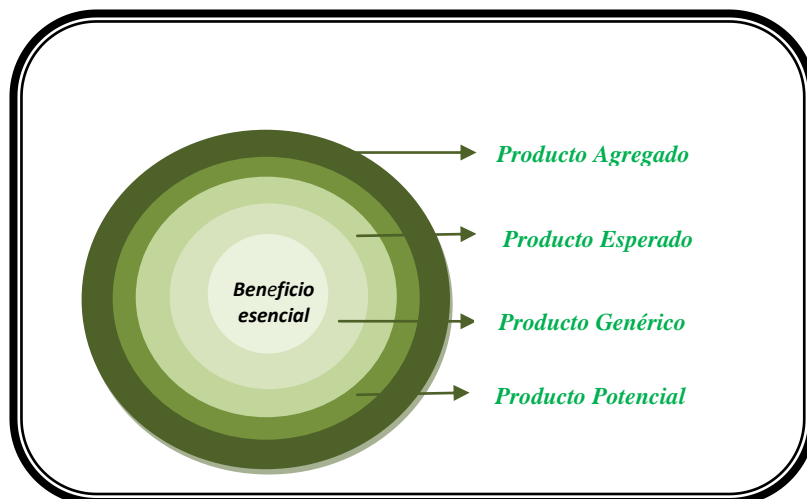 Producto Agregado
Producto Esperado
Beneficio
esencial
Producto Genérico
Producto Potencial